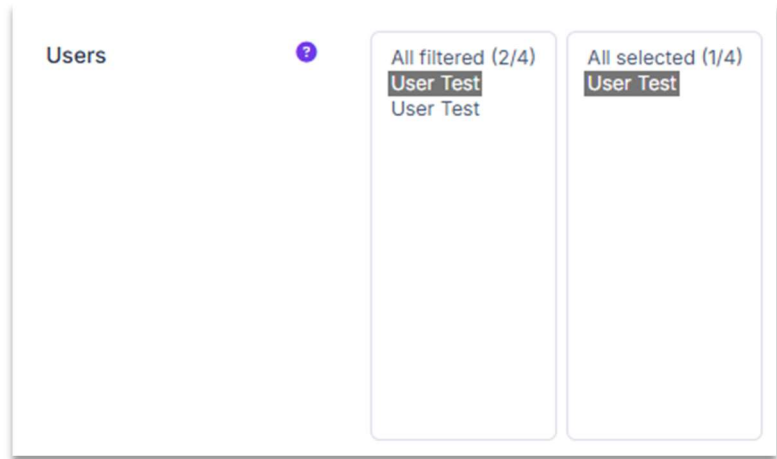 Users
?
All filtered (2/4)
User Test
User Test
All selected (1/4)
User Test